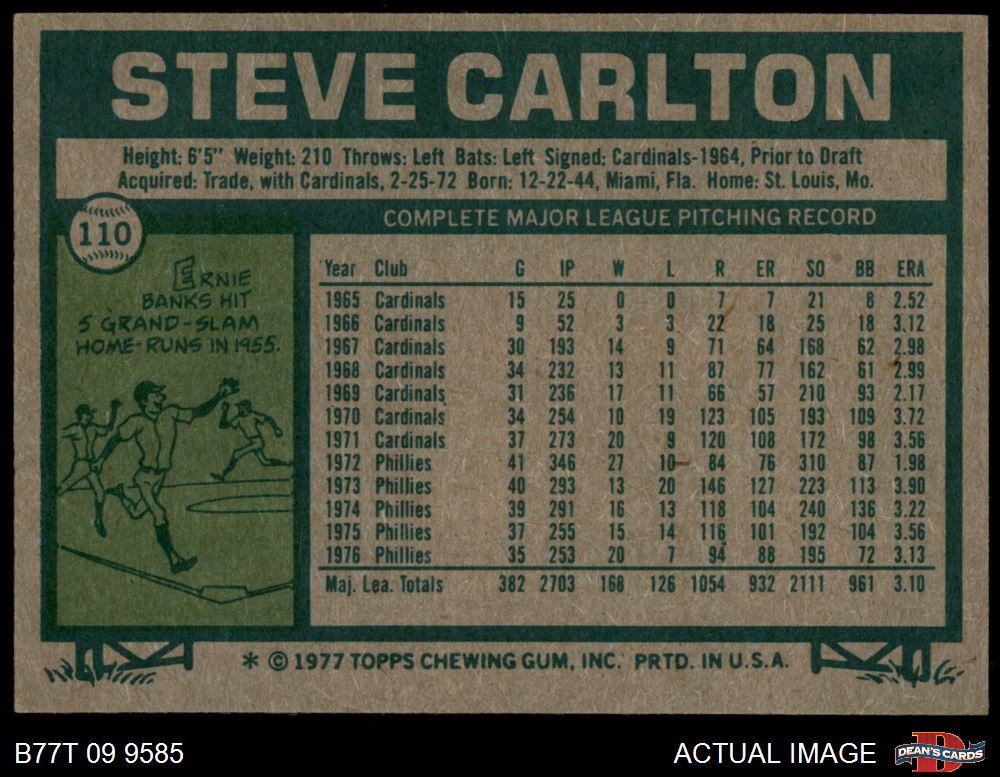 STEVE CARLTON
Height: 6'5" Weight: 210 Throws: Left Bats: Left Signed: Cardinals-1964, Prior to Draft
Acquired: Trade, with Cardinals, 2-25-72 Born: 12-22-44, Miami, Fla. Home: St. Louis, Mo.
110
ERNIE
BANKS HIT
5 GRAND-SLAM
HOME-RUNS IN 1955.
COMPLETE MAJOR LEAGUE PITCHING RECORD
Year Club G IP W L R ER SO BB ERA
1965 Cardinals 15 25 0 0 7 7 21 8 2.52
1966 Cardinals 9 52 3 3 22 18 25 18 3.12
1967 Cardinals 30 193 14 9 71 64 168 62 2.98
1968 Cardinals 34 232 13 11 87 77 162 61 2.99
1969 Cardinals 31 236 17 11 66 57 210 93 2.17
1970 Cardinals 34 254 10 19 123 105 193 109 3.72
1971 Cardinals 37 273 20 9 120 108 172 98 3.56
1972 Phillies 41 346 27 10 84 76 310 87 1.98
1973 Phillies 40 293 13 20 146 127 223 113 3.90
1974 Phillies 39 291 16 13 118 104 240 136 3.22
1975 Phillies 37 255 15 14 116 101 192 104 3.56
1976 Phillies 35 253 20 7 94 88 195 72 3.13
Maj. Lea. Totals 382 2703 168 126 1054 932 2111 961 3.10
* © 1977 TOPPS CHEWING GUM, INC. PRTD. IN U.S.A.
B77T 09 9585
ACTUAL IMAGE
D
DEAN'S CARDS